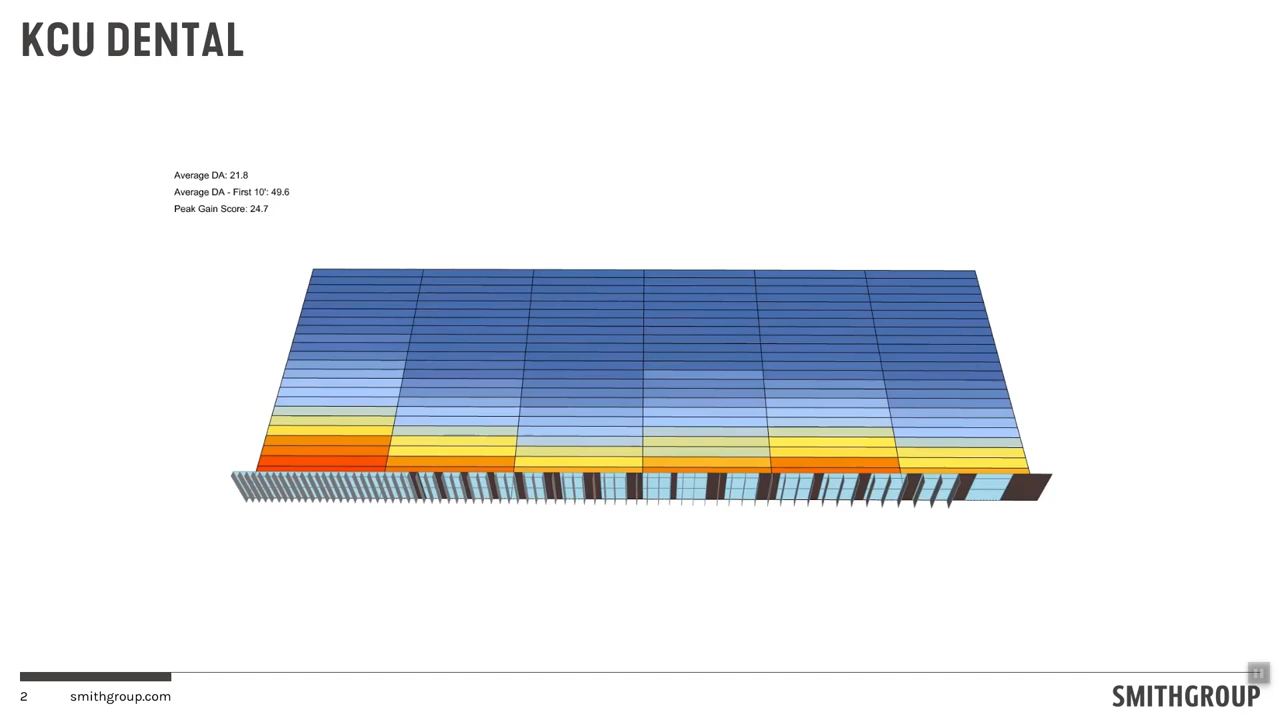 KCU DENTAL
Average DA: 21.8
Average DA - First 10': 49.6
Peak Gain Score: 24.7
2 smithgroup.com
SMITHGROUP